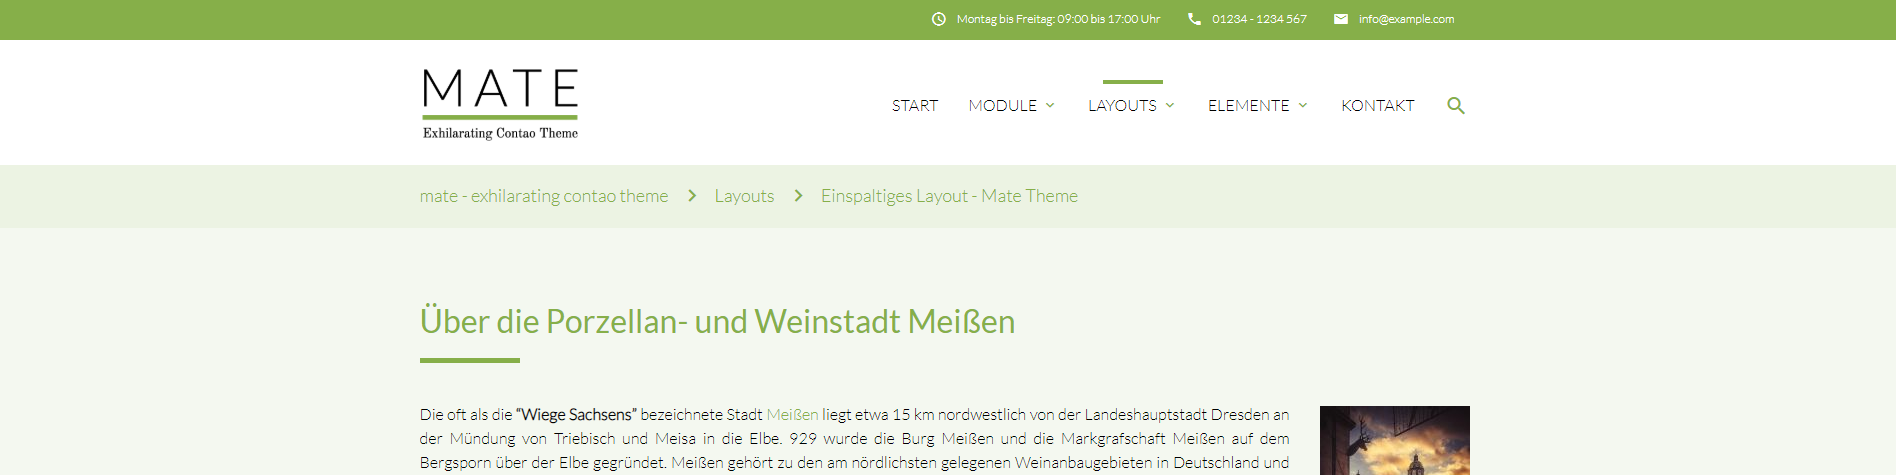 Montag bis Freitag: 09:00 bis 17:00 Uhr 01234 - 1234 567 info@example.com
MATE
Exhilarating Contao Theme
START MODULE LAYOUTS ELEMENTE KONTAKT
mate - exhilarating contao theme Layouts Einspaltiges Layout - Mate Theme
Über die Porzellan- und Weinstadt Meißen
Die oft als die “Wiege Sachsens” bezeichnete Stadt Meißen liegt etwa 15 km nordwestlich von der Landeshauptstadt Dresden an
der Mündung von Triebisch und Meisa in die Elbe. 929 wurde die Burg Meißen und die Markgrafschaft Meißen auf dem
Bergsporn über der Elbe gegründet. Meißen gehört zu den am nördlichsten gelegenen Weinanbaugebieten in Deutschland und